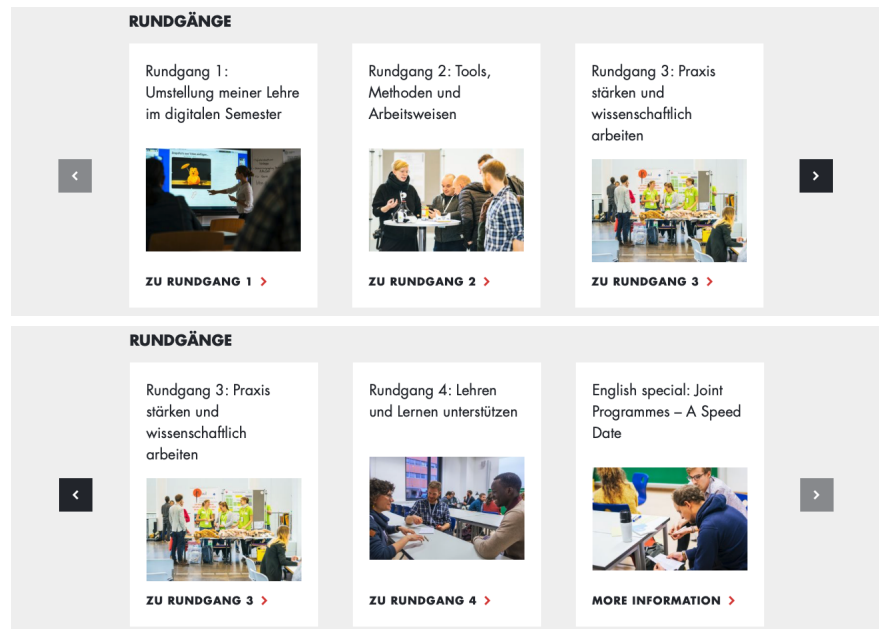 RUNDGÄNGE
Rundgang 1:
Umstellung meiner Lehre
im digitalen Semester
ZU RUNDGANG 1
Rundgang 2: Tools,
Methoden und
Arbeitsweisen
ZU RUNDGANG 2
Rundgang 3: Praxis
stärken und
wissenschaftlich
arbeiten
ZU RUNDGANG 3
RUNDGÄNGE
Rundgang 3: Praxis
stärken und
wissenschaftlich
arbeiten
ZU RUNDGANG 3
Rundgang 4: Lehren
und Lernen unterstützen
ZU RUNDGANG 4
English special: Joint
Programmes – A Speed
Date
MORE INFORMATION